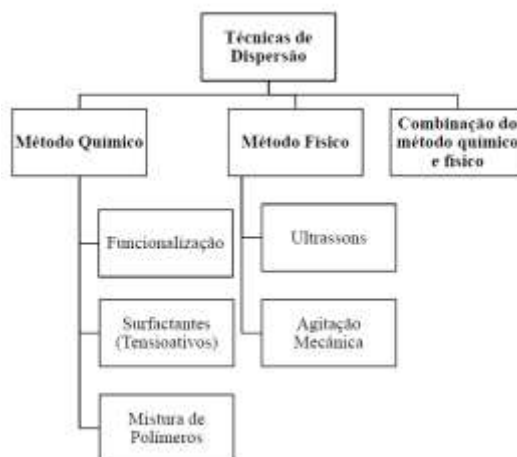 Técnicas de
Dispersão
Método Químico
Método Físico
Combinação do
método químico
e físico
Funcionalização
Ultrassons
Surfactantes
(Tensioativos)
Agitação
Mecânica
Mistura de
Polímeros